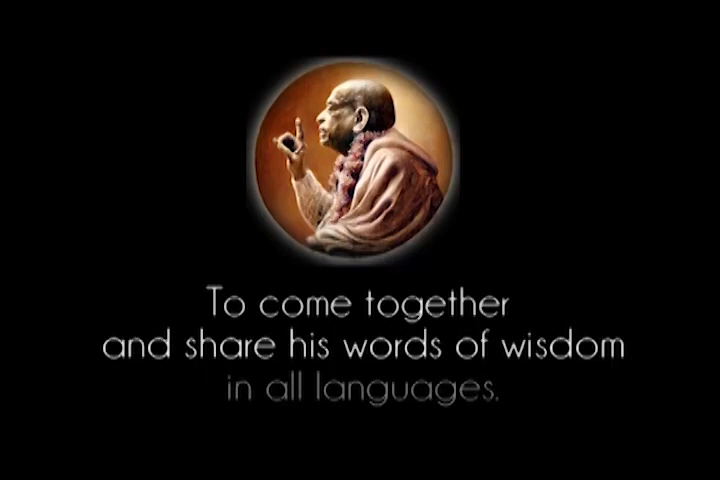 To come together
and share his words of wisdom
in all languages.